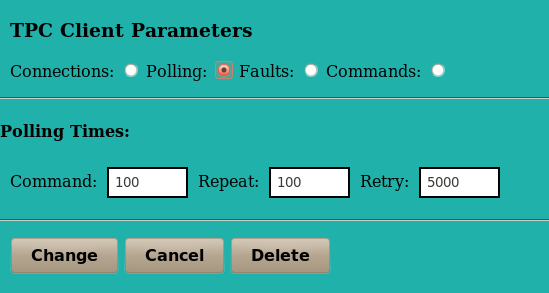 TPC Client Parameters
Connections: Polling: Faults: Commands:
Polling Times:
Command: 100 Repeat: 100 Retry: 5000
Change Cancel Delete